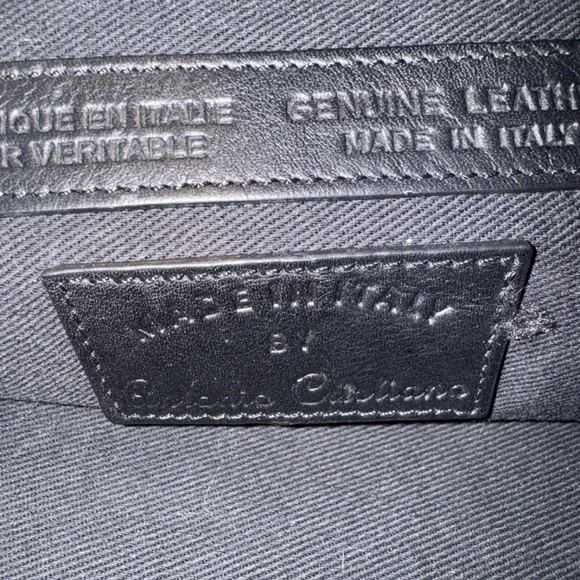 IQUE EN ITALIE GENUINE LEATH
R VERITABLE MADE IN ITALY
MADE IN ITALY
BY